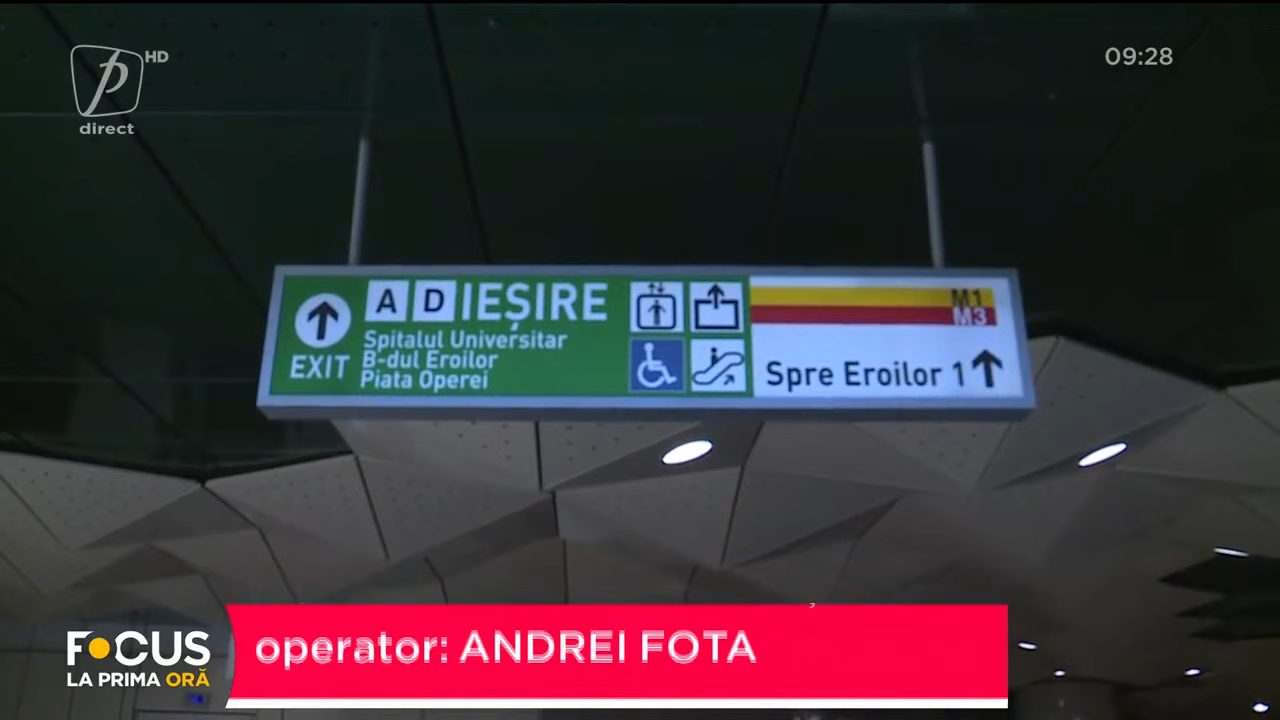 HD
direct
09:28
A D IEȘIRE
EXIT
Spitalul Universitar
B-dul Eroilor
Piata Operei
M1
M3
Spre Eroilor 1
FOCUS
LA PRIMA ORĂ
operator: ANDREI FOTA